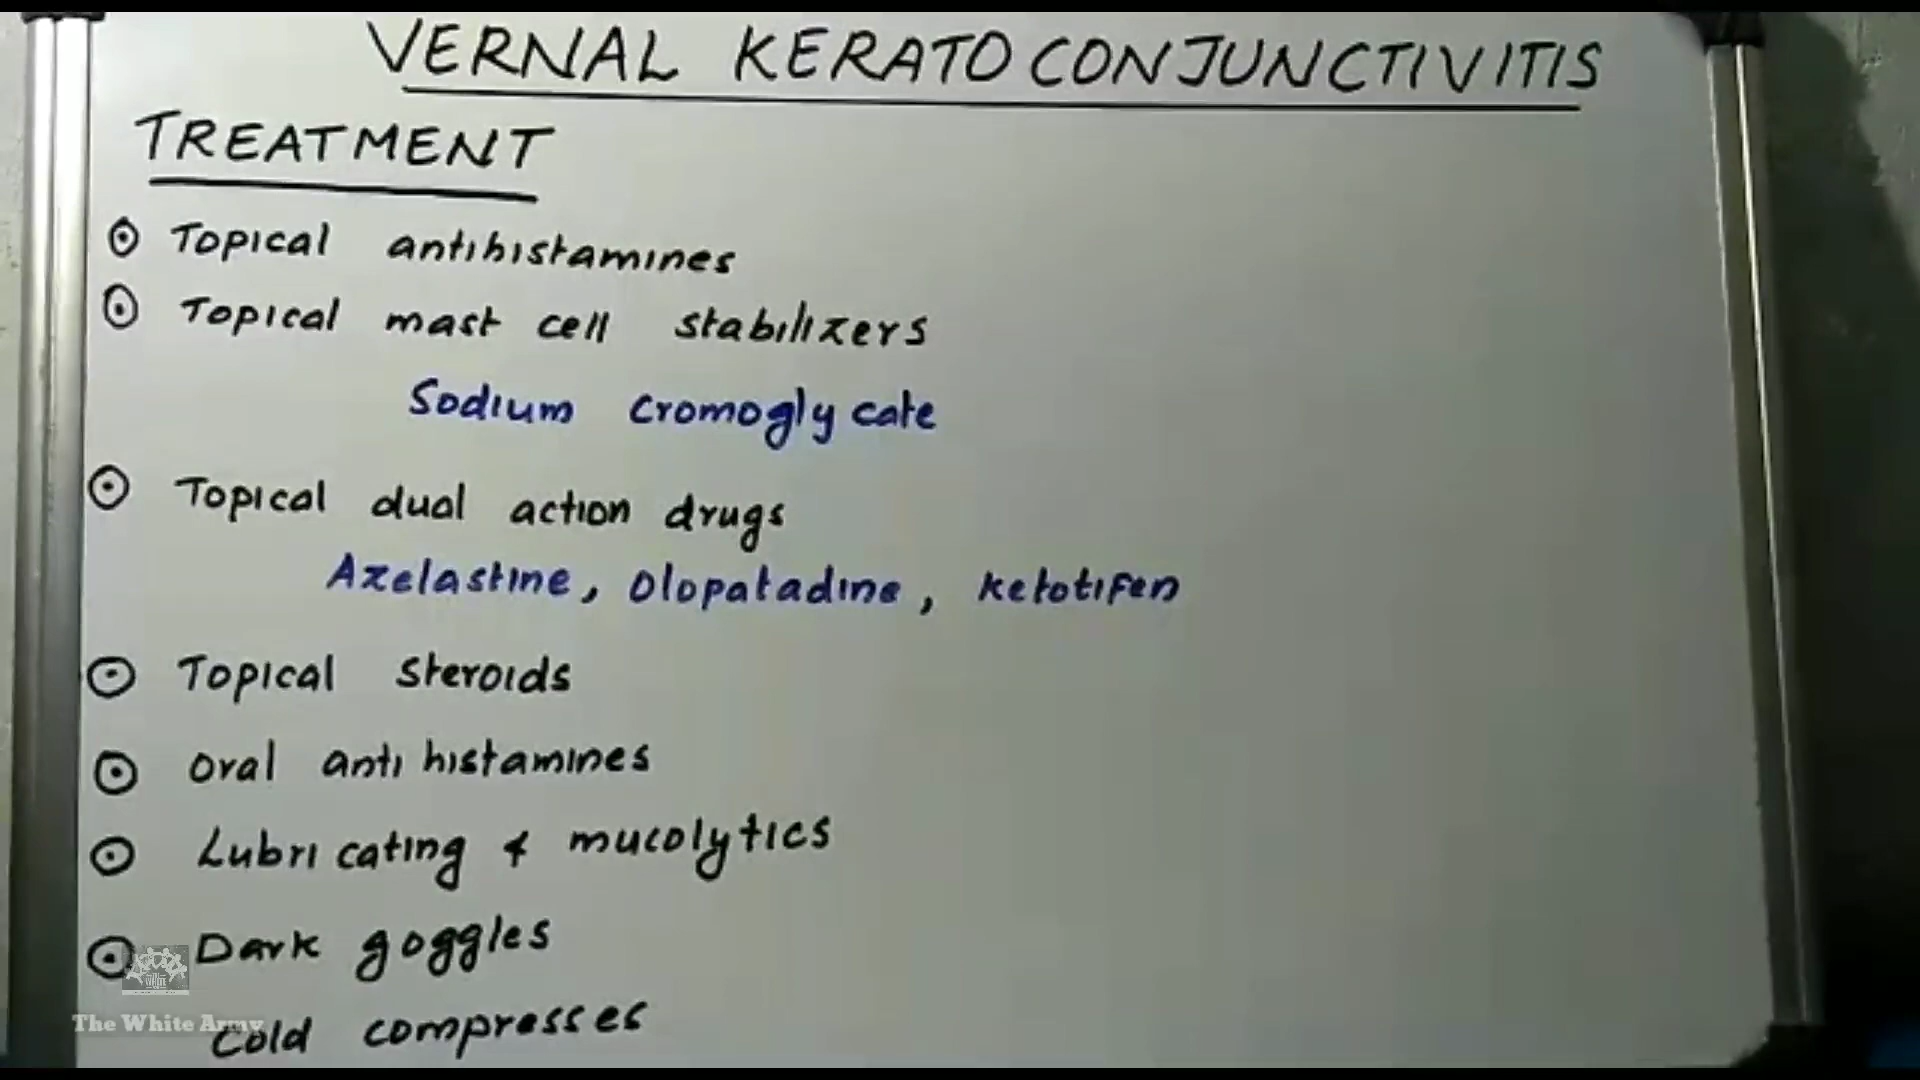 VERNAL KERATO CONJUNCTIVITIS
TREATMENT
Topical antihistamines
Topical mast cell stabilizers
Sodium cromoglycate
Topical dual action drugs
Azelastine, Olopatadine, Ketotifen
Topical Steroids
Oral anti histamines
Lubricating & mucolytics
Dark goggles
Cold compresses
The White Army